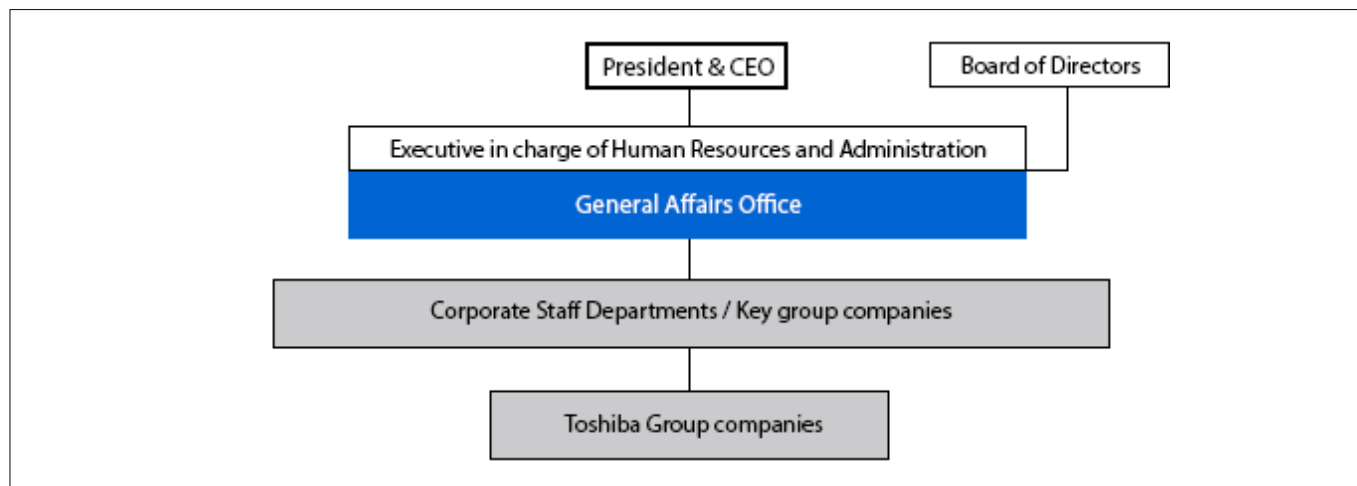 President & CEO
Board of Directors
Executive in charge of Human Resources and Administration
General Affairs Office
Corporate Staff Departments / Key group companies
Toshiba Group companies